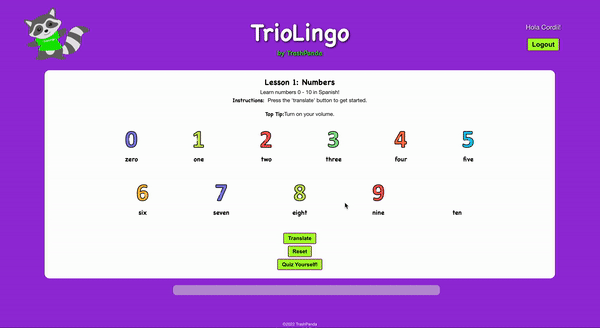 TrioLingo
by TrashPanda
Hola Cordi!
Logout
Lesson 1: Numbers
Learn numbers 0 - 10 in Spanish!
Instructions: Press the 'translate' button to get started.
Top Tip:Turn on your volume.
0 1 2 3 4 5
zero one two three four five
6 7 8 9
six seven eight nine ten
Translate
Reset
Quiz Yourself!
©2022 TrashPanda